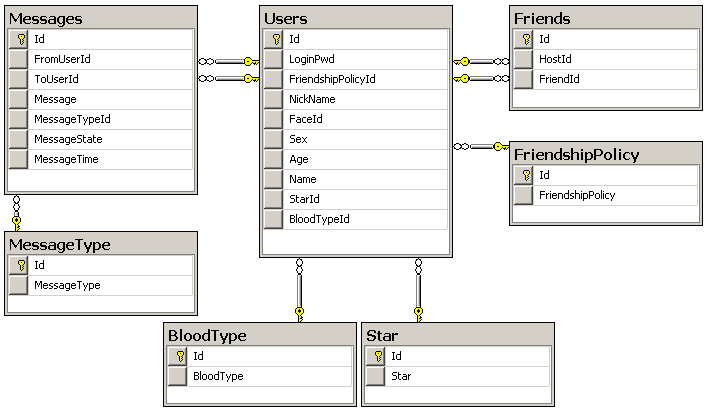 Messages
Id
FromUserId
ToUserId
Message
MessageTypeId
MessageState
MessageTime
Users
Id
LoginPwd
FriendshipPolicyId
NickName
FaceId
Sex
Age
Name
StarId
BloodTypeId
Friends
Id
HostId
FriendId
FriendshipPolicy
Id
FriendshipPolicy
MessageType
Id
MessageType
BloodType
Id
BloodType
Star
Id
Star